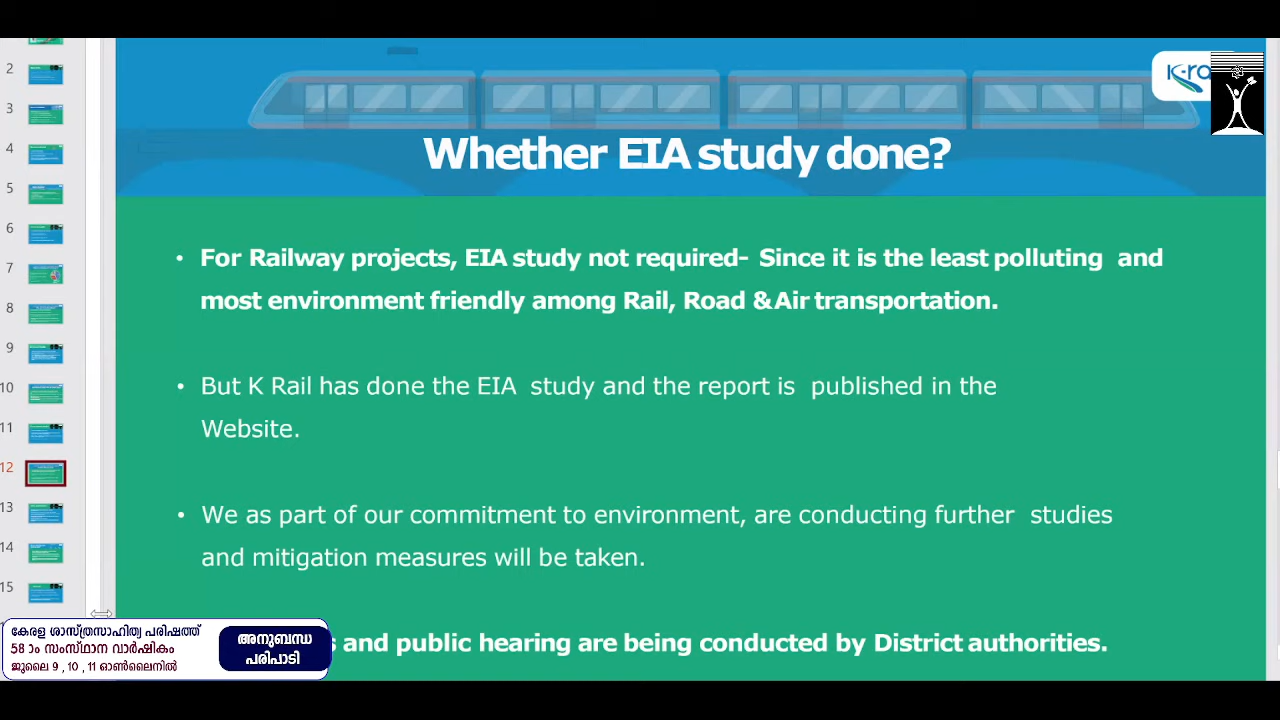 2
3
4
5
6
7
8
9
10
11
12
13
14
15
Whether EIA study done?
• For Railway projects, EIA study not required- Since it is the least polluting and
most environment friendly among Rail, Road &Air transportation.
• But K Rail has done the EIA study and the report is published in the
Website.
• We as part of our commitment to environment, are conducting further studies
and mitigation measures will be taken.
and public hearing are being conducted by District authorities.
കേരള ശാസ്ത്രസാഹിത്യ പരിഷത്ത്
58 ാം സംസ്ഥാന വാർഷികം
ജൂലൈ 9 , 10 , 11 ഓൺലൈനിൽ
അനുബന്ധ
പരിപാടി